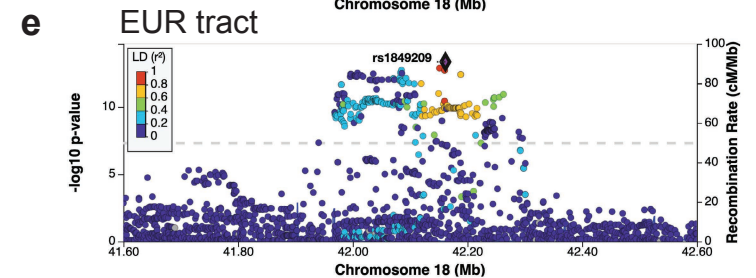 Chromosome 18 (Mb)
e EUR tract
LD (r²)
1
0.8
0.6
0.4
0.2
0
rs1849209
-log10 p-value
10
5
0
100
80
60
40
20
0
Recombination Rate (cM/Mb)
41.60 41.80 42.00 42.20 42.40 42.60
Chromosome 18 (Mb)